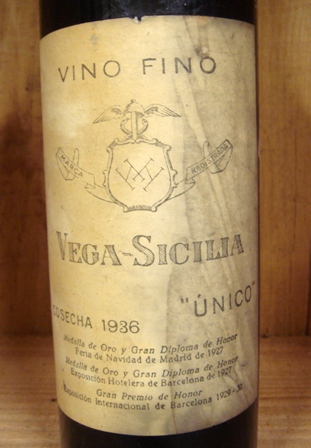 VINO FINO
MARCA REGISTRADA
VEGA-SICILIA
COSECHA 1936 "ÚNICO"
Medalla de Oro y Gran Diploma de Honor
Feria de Navidad de Madrid de 1927
Medalla de Oro y Gran Diploma de Honor
Exposición Hotelera de Barcelona de 1927
Gran Premio de Honor
Exposición Internacional de Barcelona 1929 - 30